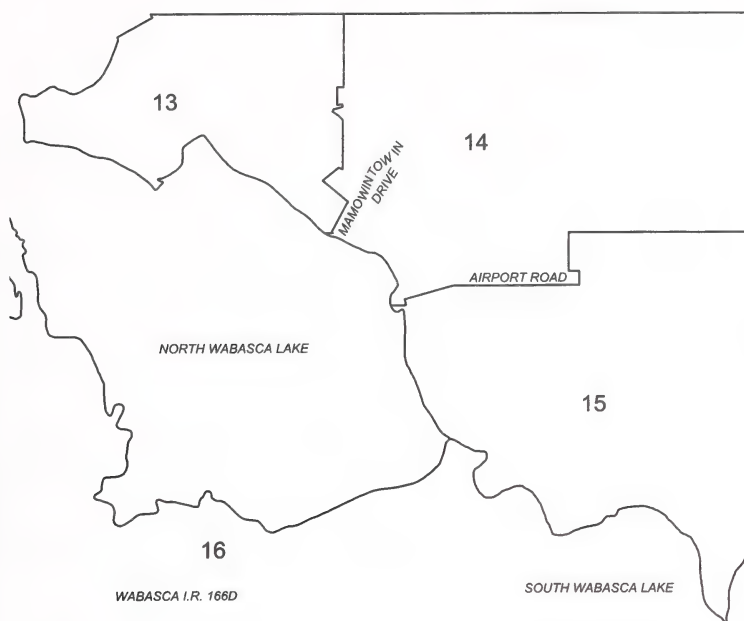 13
14
MAMOWINTOWIN
DRIVE
AIRPORT ROAD
NORTH WABASCA LAKE
15
16
WABASCA I.R. 166D
SOUTH WABASCA LAKE